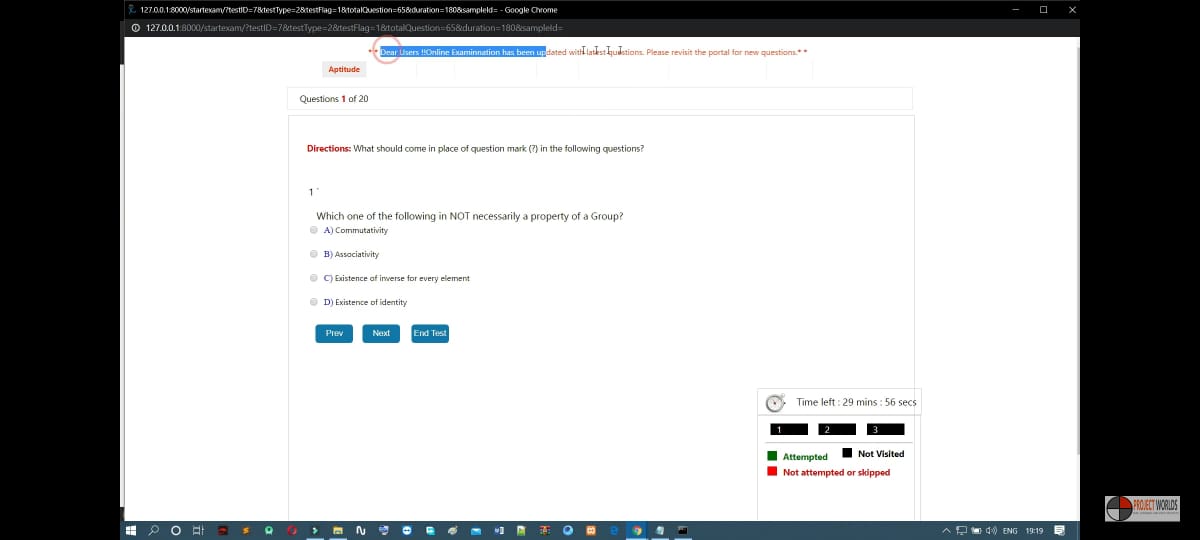 127.0.0.1:8000/startexam/?testID=7&testType=2&testFlag=1&totalQuestion=65&duration=180&sampleId= - Google Chrome
127.0.0.1:8000/startexam/?testID=7&testType=2&testFlag=1&totalQuestion=65&duration=180&sampleId=
** Dear Users !!Online Examinnation has been updated with latest questions. Please revisit the portal for new questions.**
Aptitude
Questions 1 of 20
Directions: What should come in place of question mark (?) in the following questions?
1 `
Which one of the following in NOT necessarily a property of a Group?
A) Commutativity
B) Associativity
C) Existence of inverse for every element
D) Existence of identity
Prev Next End Test
Time left : 29 mins : 56 secs
1 2 3
Attempted Not Visited
Not attempted or skipped
PROJECT WORLDS
ENG 19:19